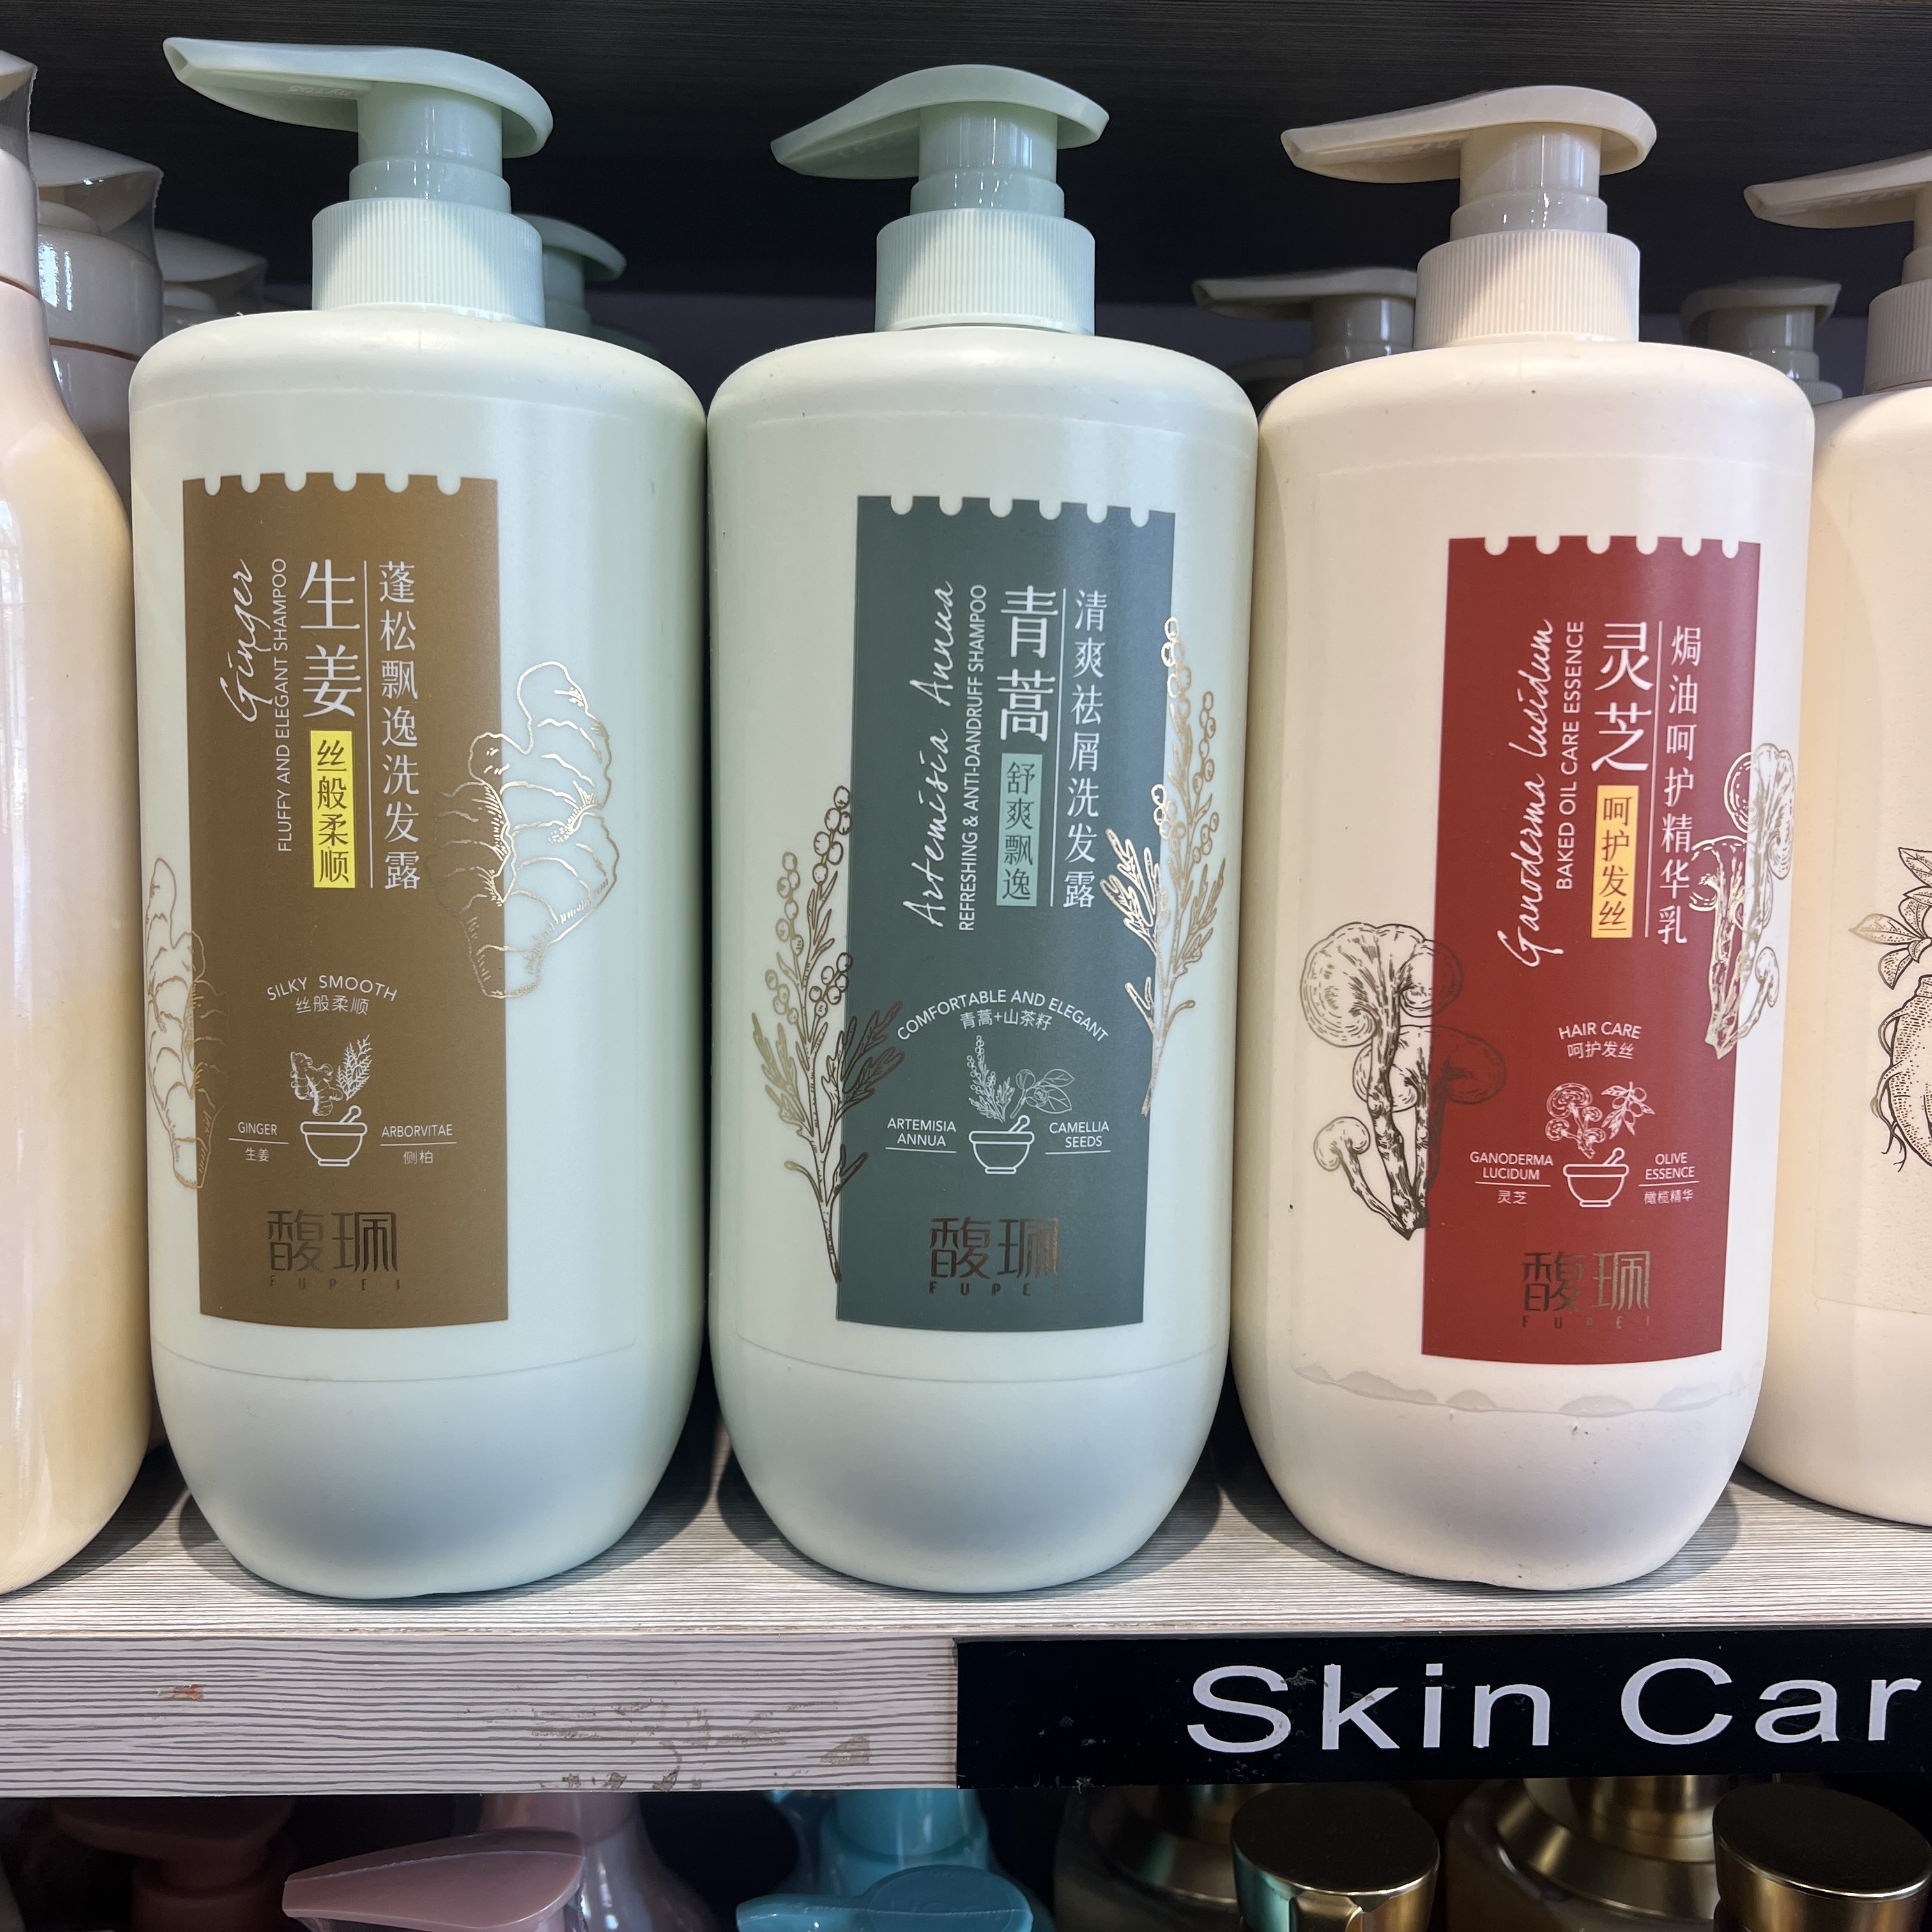 蓬松飘逸洗发露
生姜
丝般柔顺
FLUFFY AND ELEGANT SHAMPOO
Ginger
SILKY SMOOTH
丝般柔顺
GINGER
生姜
ARBORVITAE
侧柏
馥珮
FUPEI
清爽祛屑洗发露
青蒿
舒爽飘逸
REFRESHING & ANTI-DANDRUFF SHAMPOO
Artemisia Annua
COMFORTABLE AND ELEGANT
青蒿+山茶籽
ARTEMISIA
ANNUA
CAMELLIA
SEEDS
馥珮
FUPEI
焗油呵护精华乳
灵芝
呵护发丝
BAKED OIL CARE ESSENCE
Ganoderma Lucidum
HAIR CARE
呵护发丝
GANODERMA
LUCIDUM
灵芝
OLIVE
ESSENCE
橄榄精华
馥珮
FUPEI
Skin Car